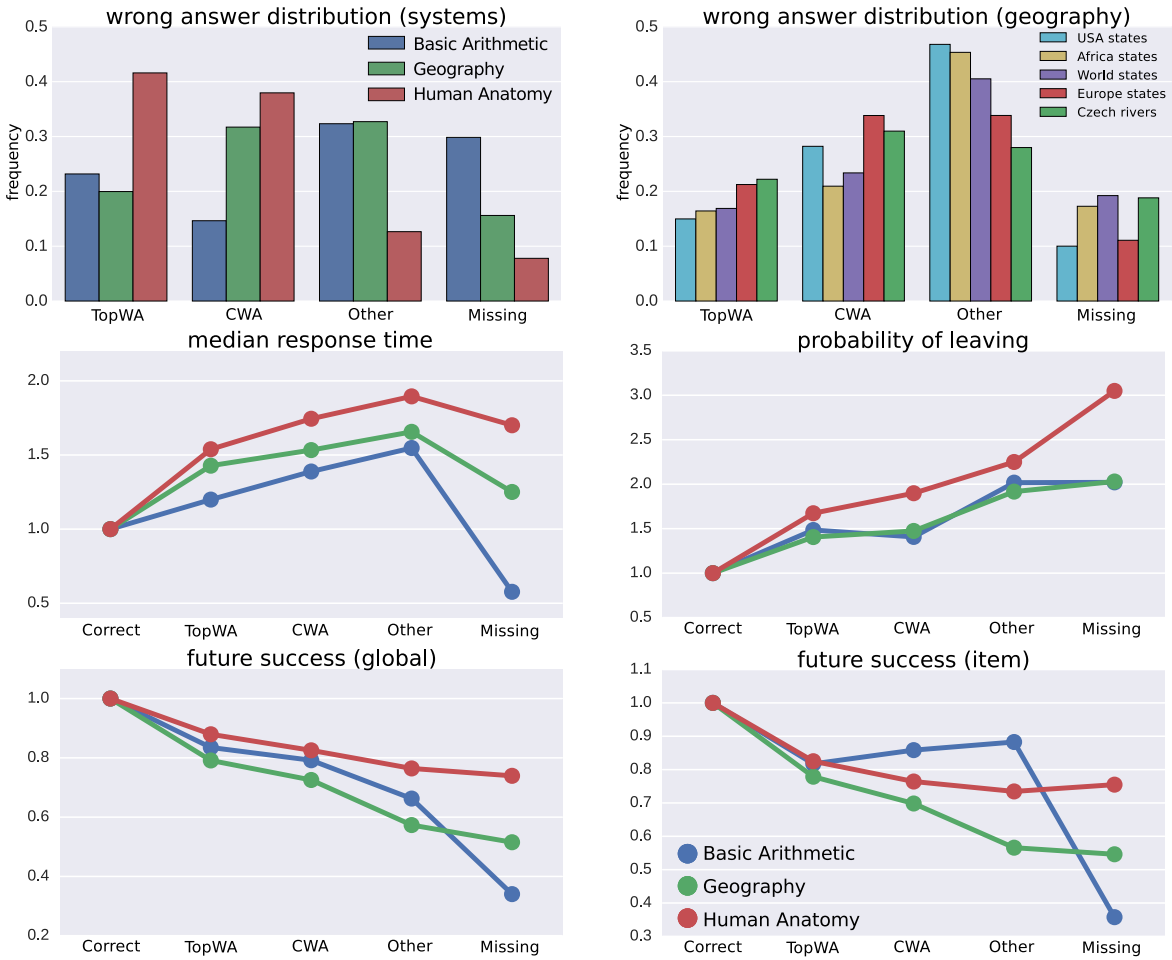 wrong answer distribution (systems)
0.5
0.4
0.3
0.2
0.1
0.0
frequency
Basic Arithmetic
Geography
Human Anatomy
TopWA CWA Other Missing
wrong answer distribution (geography)
0.5
0.4
0.3
0.2
0.1
0.0
frequency
USA states
Africa states
World states
Europe states
Czech rivers
TopWA CWA Other Missing
median response time
2.0
1.5
1.0
0.5
Correct TopWA CWA Other Missing
probability of leaving
3.5
3.0
2.5
2.0
1.5
1.0
0.5
Correct TopWA CWA Other Missing
future success (global)
1.0
0.8
0.6
0.4
0.2
Correct TopWA CWA Other Missing
future success (item)
1.1
1.0
0.9
0.8
0.7
0.6
0.5
0.4
0.3
Basic Arithmetic
Geography
Human Anatomy
Correct TopWA CWA Other Missing